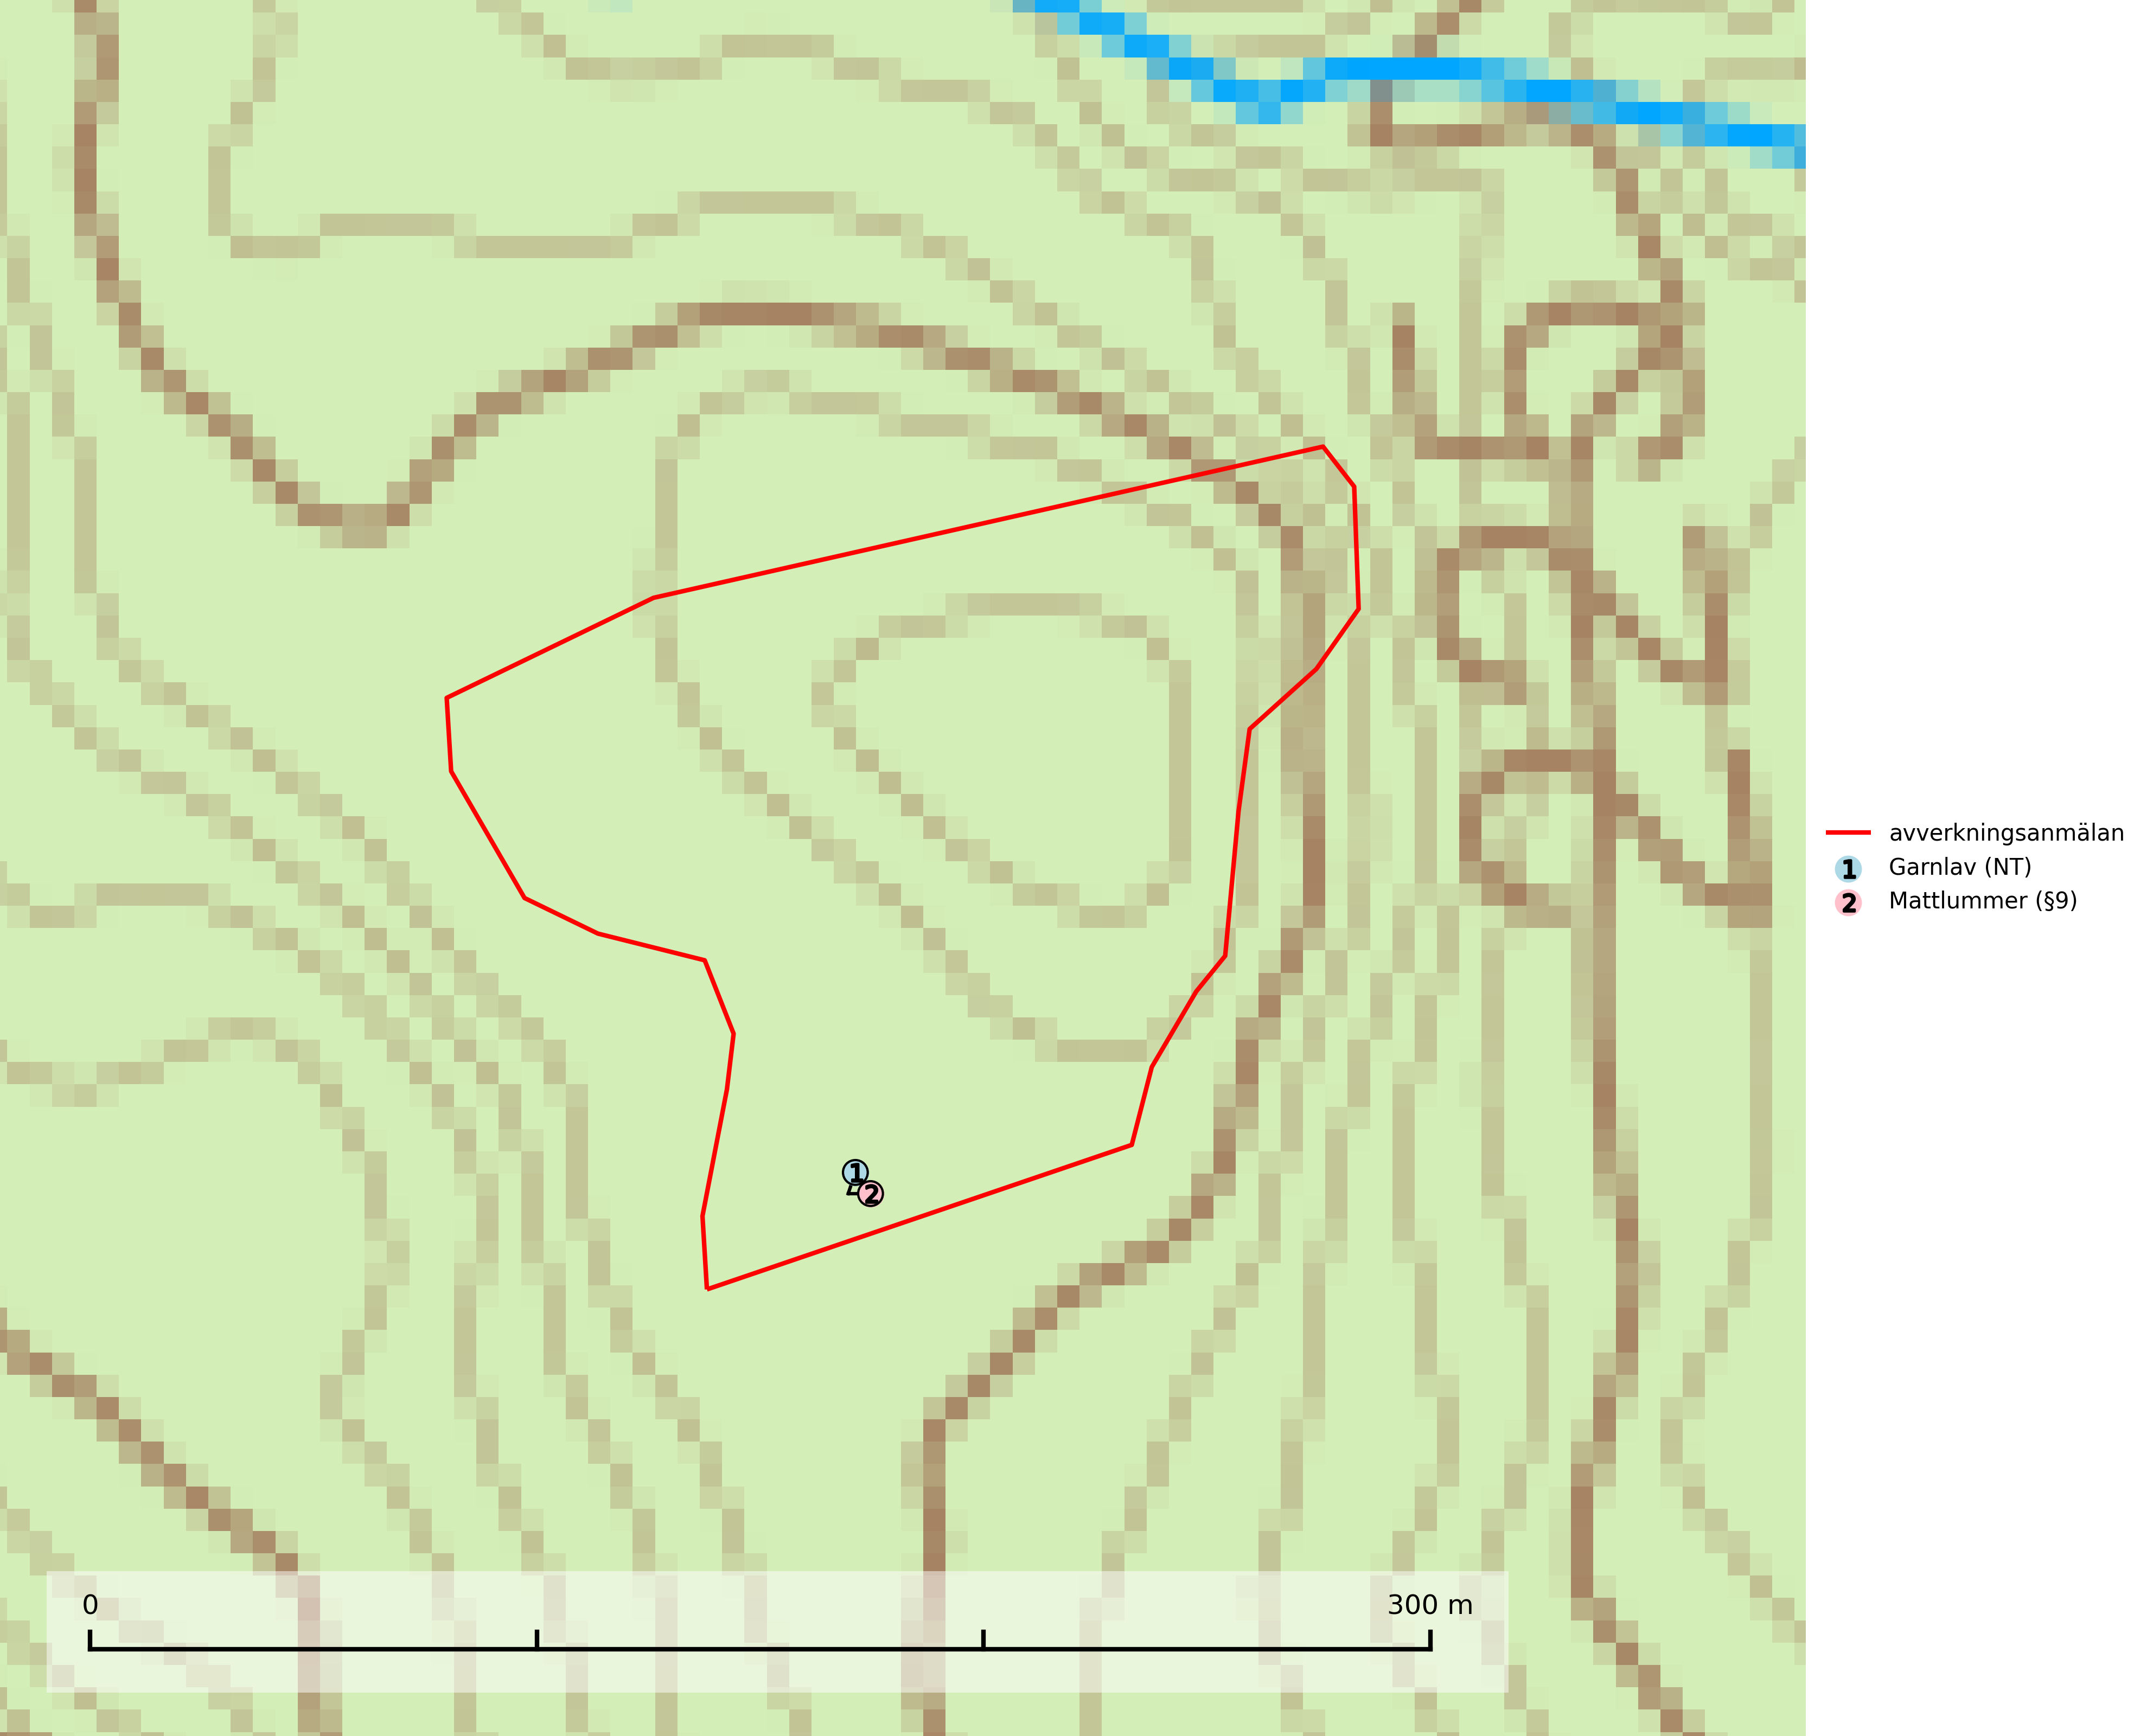 avverkningsanmälan
1 Garnlav (NT)
2 Mattlummer (§9)
1
2
0 300 m